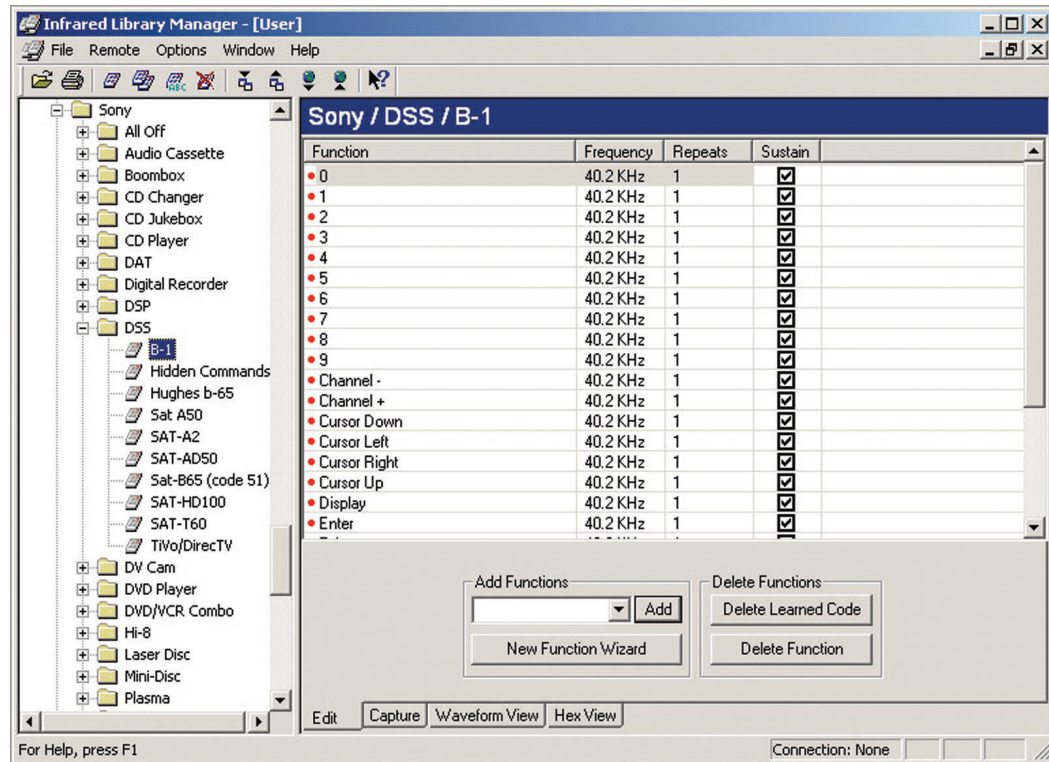 Infrared Library Manager - [User]
File Remote Options Window Help
ABC
Sony
All Off
Audio Cassette
Boombox
CD Changer
CD Jukebox
CD Player
DAT
Digital Recorder
DSP
DSS
B-1
Hidden Commands
Hughes b-65
Sat A50
SAT-A2
SAT-AD50
Sat-B65 (code 51)
SAT-HD100
SAT-T60
TiVo/DirecTV
DV Cam
DVD Player
DVD/VCR Combo
Hi-8
Laser Disc
Mini-Disc
Plasma
Sony / DSS / B-1
Function Frequency Repeats Sustain
0 40.2 KHz 1
1 40.2 KHz 1
2 40.2 KHz 1
3 40.2 KHz 1
4 40.2 KHz 1
5 40.2 KHz 1
6 40.2 KHz 1
7 40.2 KHz 1
8 40.2 KHz 1
9 40.2 KHz 1
Channel - 40.2 KHz 1
Channel + 40.2 KHz 1
Cursor Down 40.2 KHz 1
Cursor Left 40.2 KHz 1
Cursor Right 40.2 KHz 1
Cursor Up 40.2 KHz 1
Display 40.2 KHz 1
Enter 40.2 KHz 1
Add Functions
Add
New Function Wizard
Delete Functions
Delete Learned Code
Delete Function
Edit Capture Waveform View Hex View
For Help, press F1
Connection: None